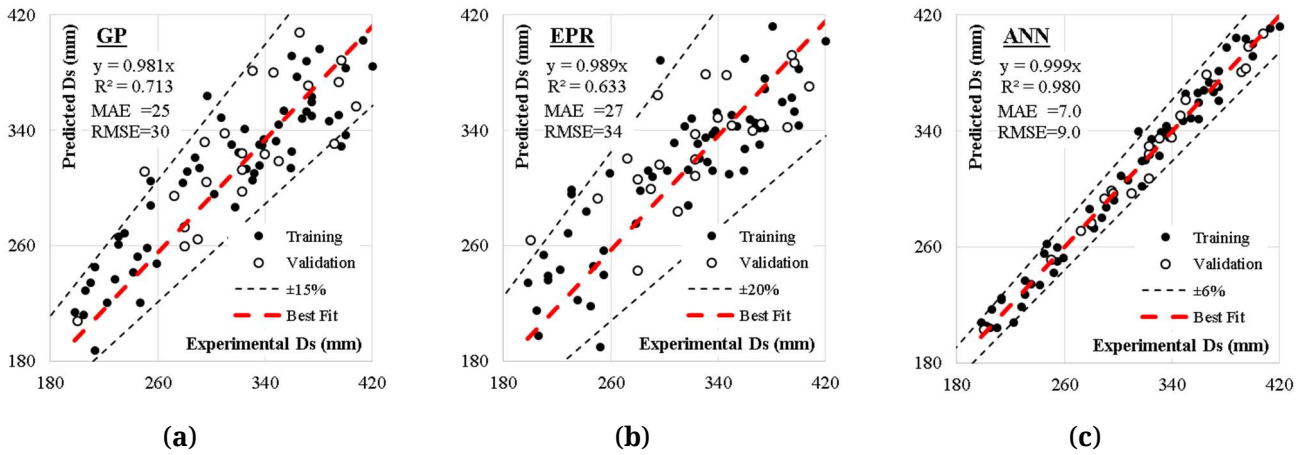 420
340
260
180
Predicted Ds (mm)
GP
y = 0.981x
R² = 0.713
MAE =25
RMSE=30
Training
Validation
±15%
Best Fit
Experimental Ds (mm)
180 260 340 420
(a)
420
340
260
180
Predicted Ds (mm)
EPR
y = 0.989x
R² = 0.633
MAE =27
RMSE=34
Training
Validation
±20%
Best Fit
Experimental Ds (mm)
180 260 340 420
(b)
420
340
260
180
Predicted Ds (mm)
ANN
y = 0.999x
R² = 0.980
MAE =7.0
RMSE=9.0
Training
Validation
±6%
Best Fit
Experimental Ds (mm)
180 260 340 420
(c)